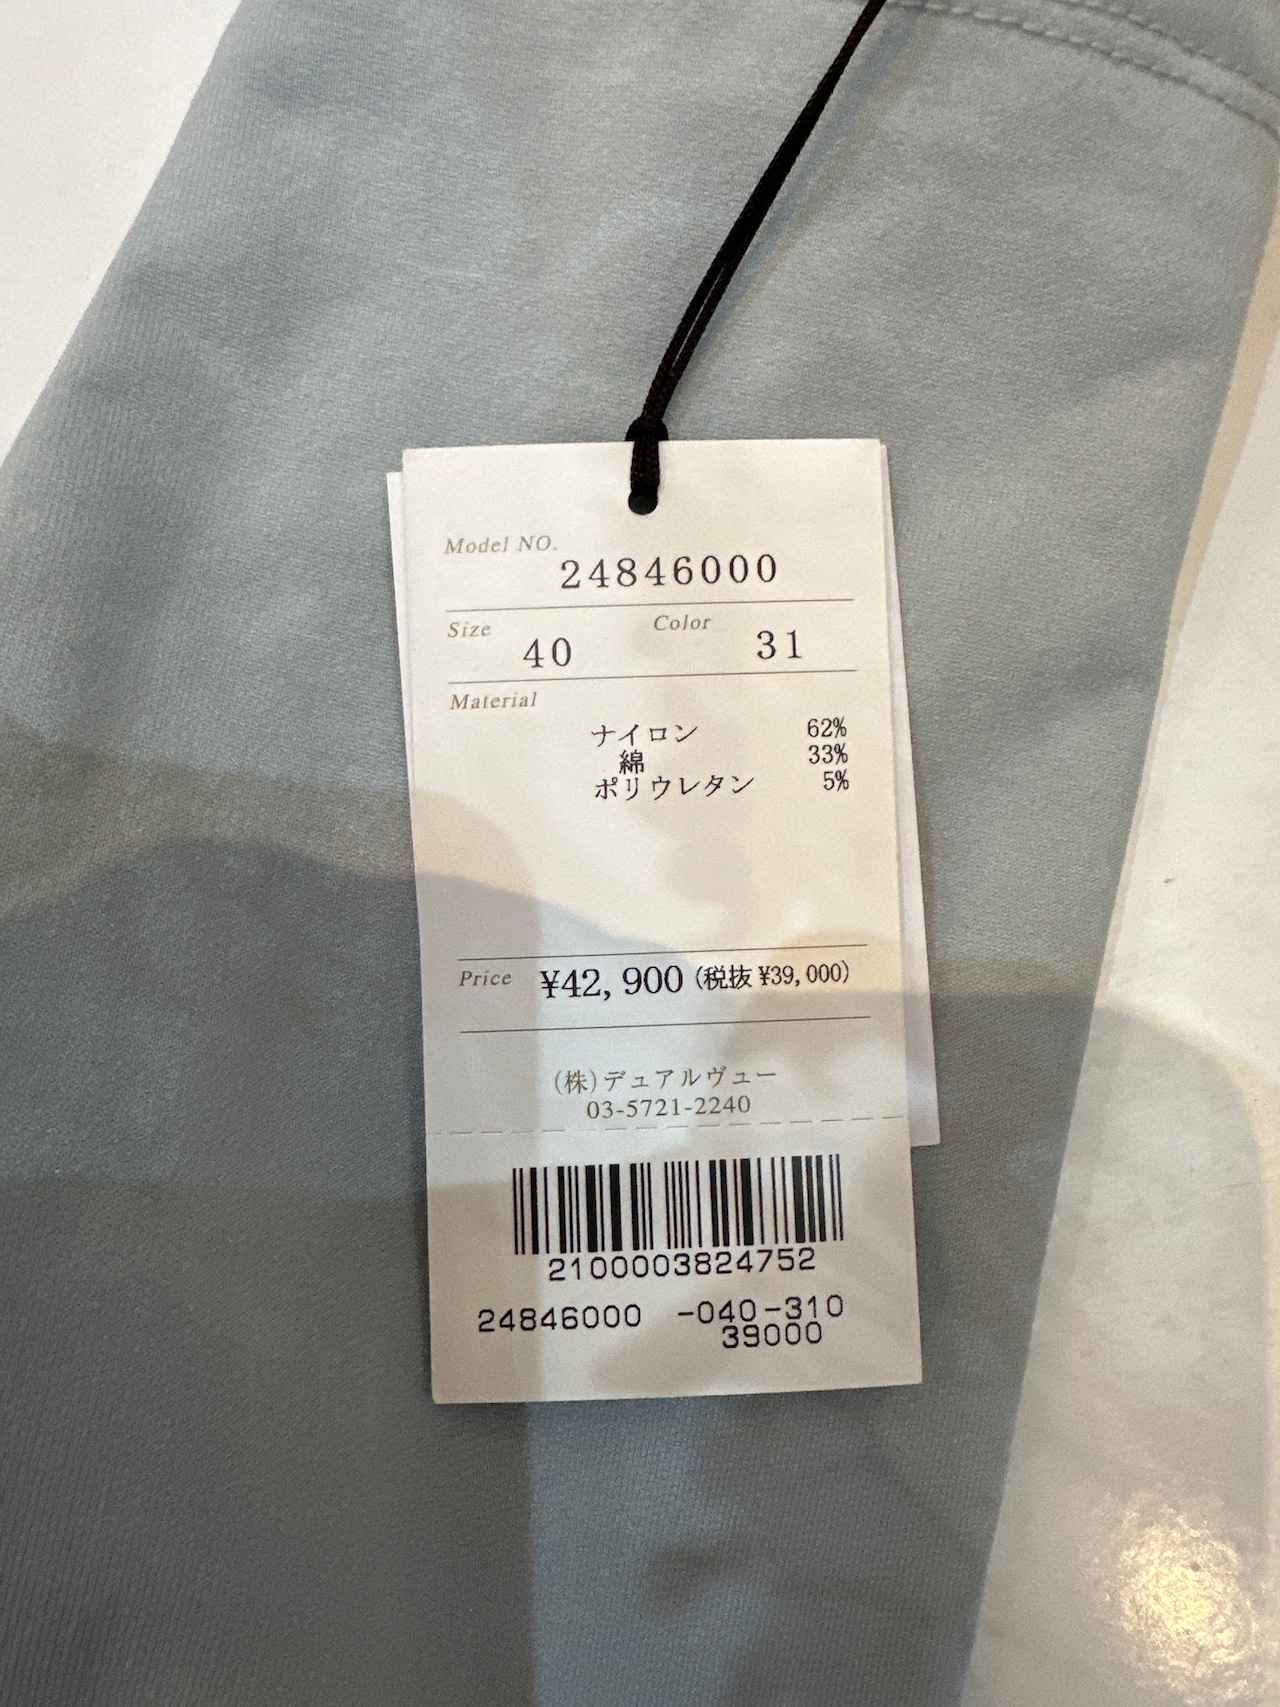 Model NO.
24846000
Size 40 Color 31
Material
ナイロン 62%
綿 33%
ポリウレタン 5%
Price ¥42,900 (税抜 ¥39,000)
(株)デュアルヴュー
03-5721-2240
2100003824752
24846000 -040-310
39000